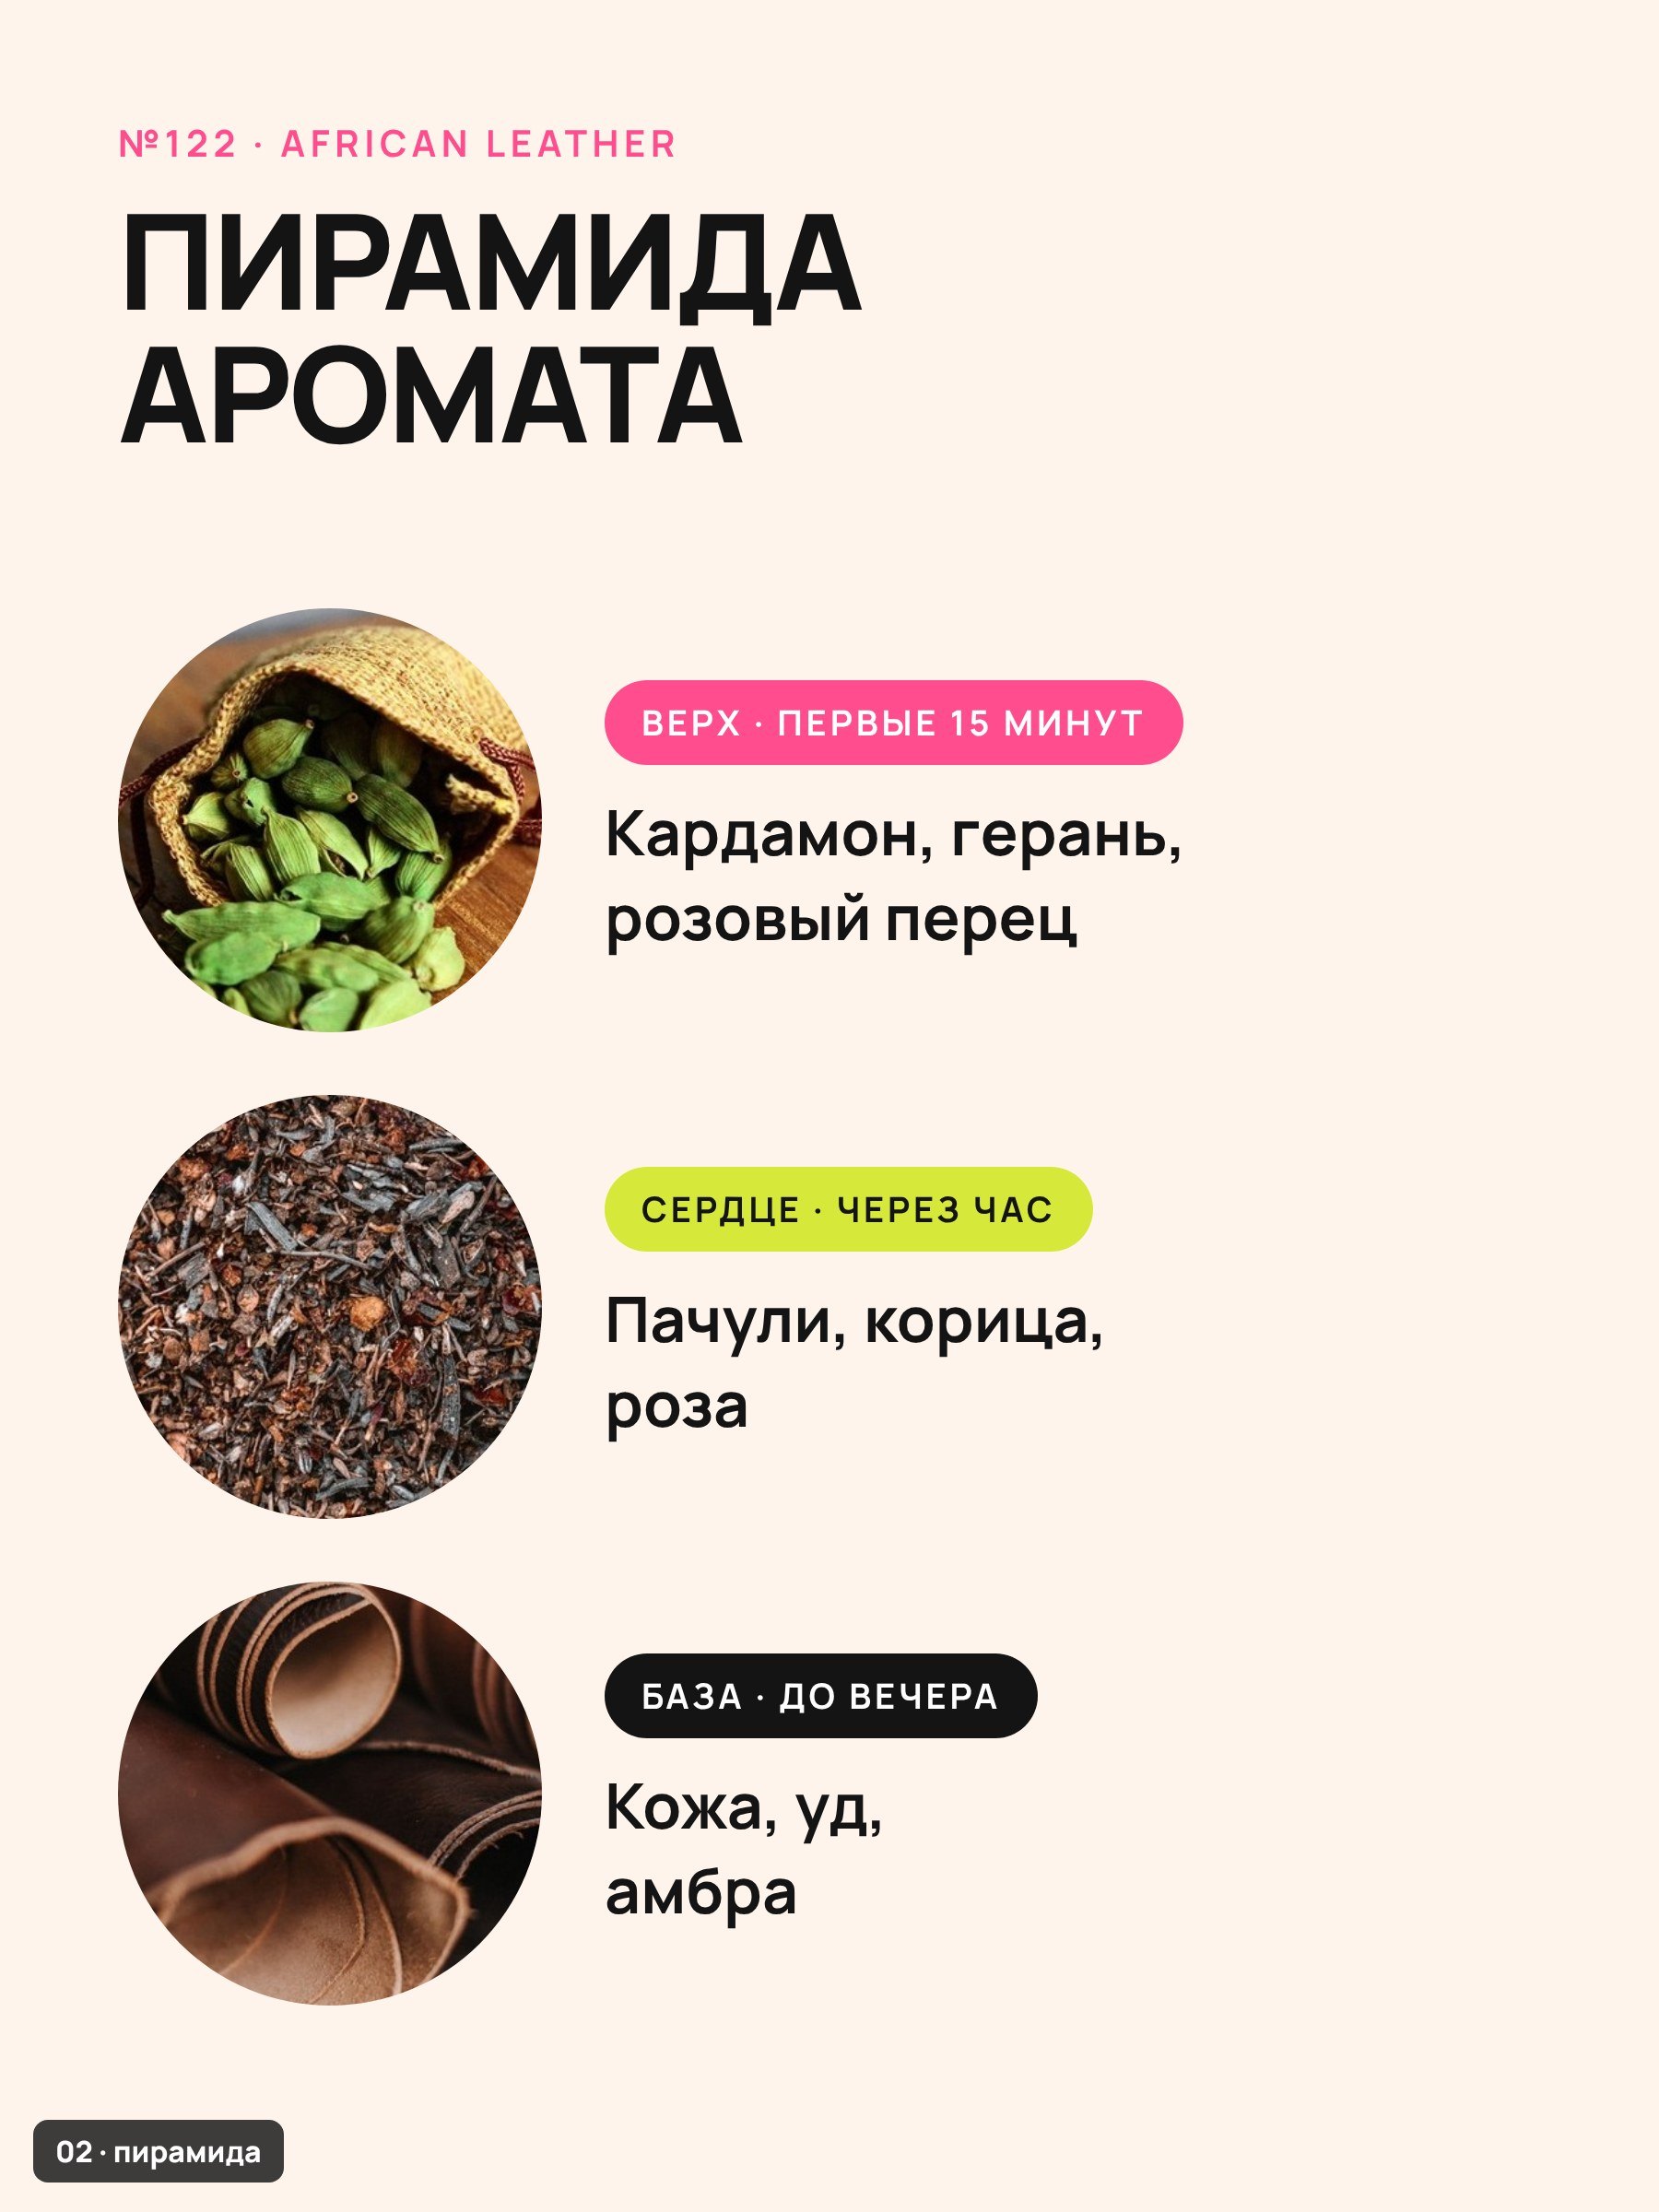 №122 · AFRICAN LEATHER
ПИРАМИДА
АРОМАТА
ВЕРХ · ПЕРВЫЕ 15 МИНУТ
Кардамон, герань,
розовый перец
СЕРДЦЕ · ЧЕРЕЗ ЧАС
Пачули, корица,
роза
БАЗА · ДО ВЕЧЕРА
Кожа, уд,
амбра
02 · пирамида